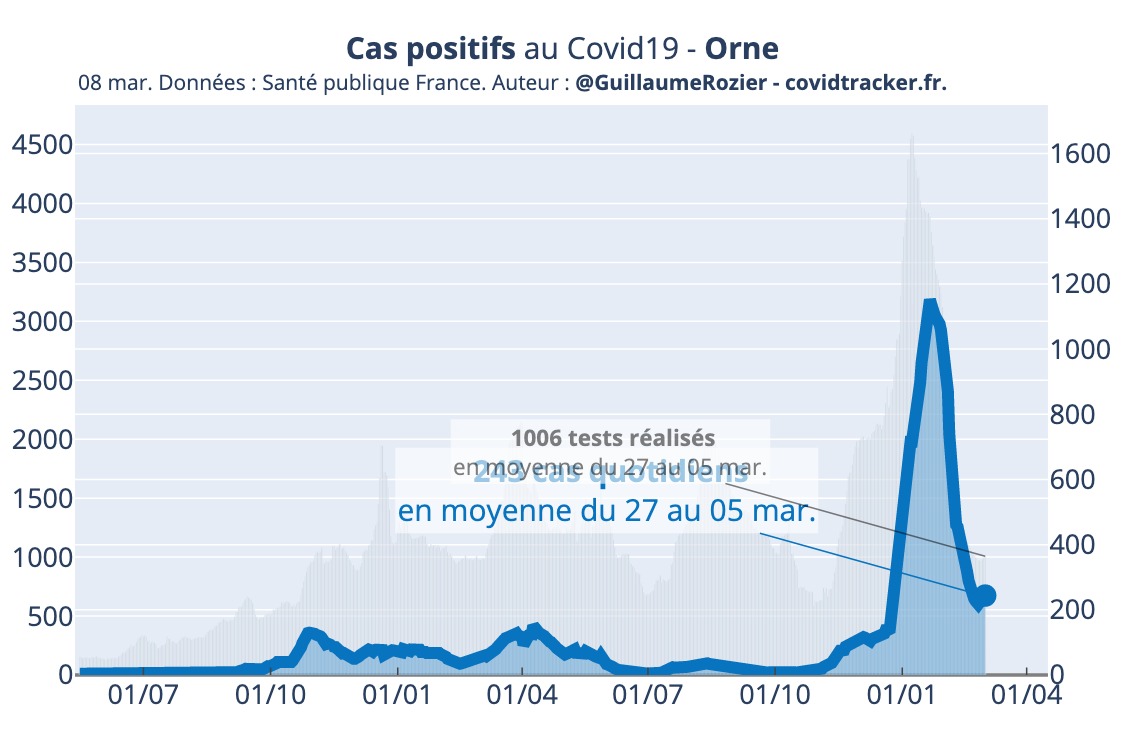 Cas positifs au Covid19 - Orne
08 mar. Données : Santé publique France. Auteur : @GuillaumeRozier - covidtracker.fr.
4500
4000
3500
3000
2500
2000
1500
1000
500
0
1600
1400
1200
1000
800
600
400
200
0
1006 tests réalisés
en moyenne du 27 au 05 mar.
243 cas quotidiens
en moyenne du 27 au 05 mar.
01/07 01/10 01/01 01/04 01/07 01/10 01/01 01/04